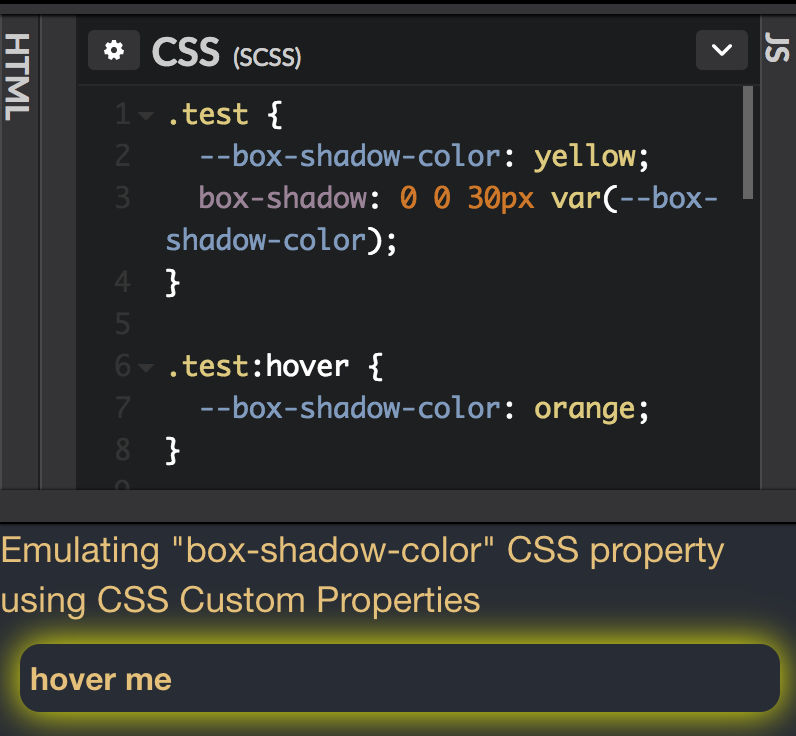 HTML
CSS (SCSS)
JS
1 .test {
2 --box-shadow-color: yellow;
3 box-shadow: 0 0 30px var(--box-
shadow-color);
4 }
5
6 .test:hover {
7 --box-shadow-color: orange;
8 }
9
Emulating "box-shadow-color" CSS property
using CSS Custom Properties
hover me